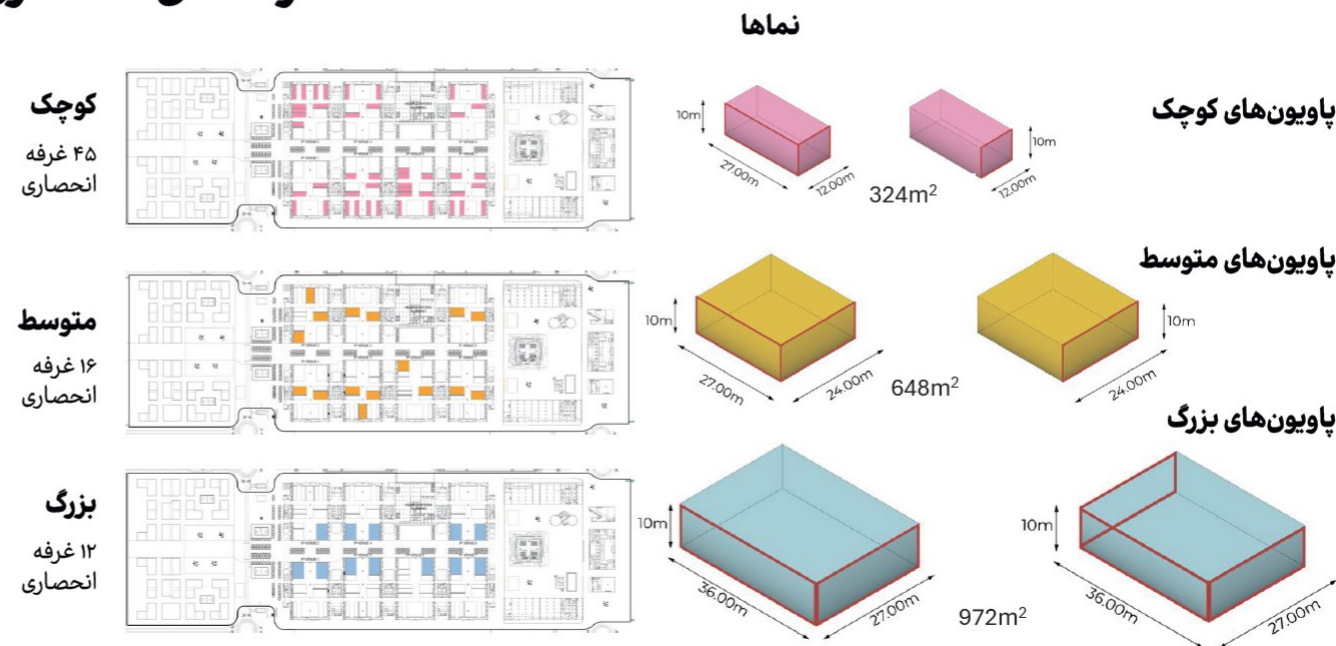 نماها
کوچک
۴۵ غرفه
انحصاری
10m
27.00m
12.00m
324m²
10m
12.00m
پاویون‌های کوچک
متوسط
۱۶ غرفه
انحصاری
10m
27.00m
24.00m
648m²
10m
24.00m
پاویون‌های متوسط
بزرگ
۱۲ غرفه
انحصاری
10m
36.00m
27.00m
972m²
10m
36.00m
27.00m
پاویون‌های بزرگ